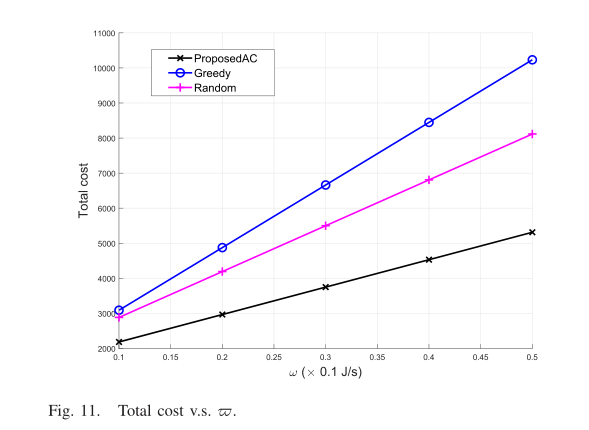 11000
10000
9000
8000
7000
6000
5000
4000
3000
2000
ProposedAC
Greedy
Random
Total cost
0.1 0.15 0.2 0.25 0.3 0.35 0.4 0.45 0.5
ω (× 0.1 J/s)
Fig. 11. Total cost v.s. ϖ.